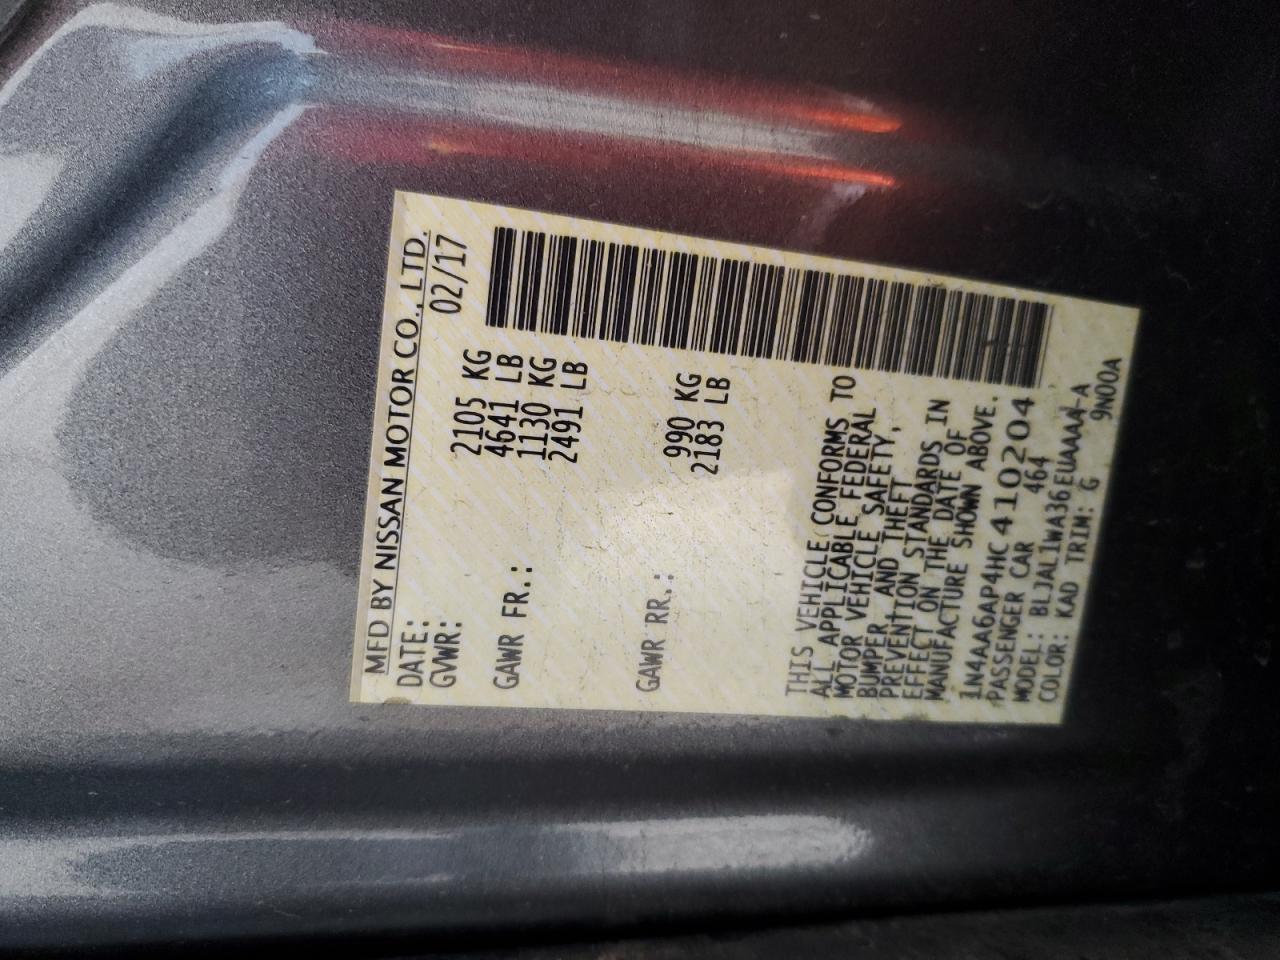 MFD BY NISSAN MOTOR CO., LTD.
DATE: 02/17
GVWR: 2105 KG
4641 LB
GAWR FR.: 1130 KG
2491 LB
GAWR RR.: 990 KG
2183 LB
THIS VEHICLE CONFORMS TO
ALL APPLICABLE FEDERAL
MOTOR VEHICLE SAFETY,
BUMPER AND THEFT
PREVENTION STANDARDS IN
EFFECT ON THE DATE OF
MANUFACTURE SHOWN ABOVE.
1N4AA6AP4HC410204
PASSENGER CAR 464
MODEL: BLJAL1WA36EUAAAA-A
COLOR: KAD TRIM: G 9N00A